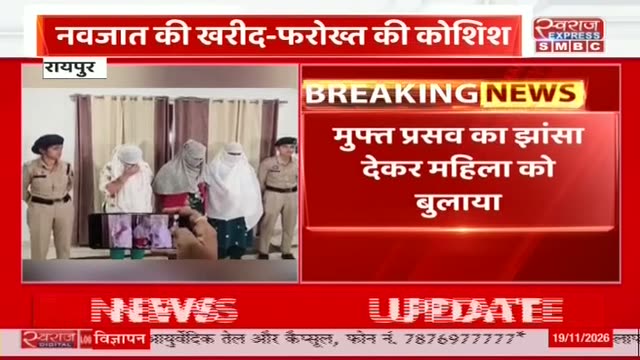 नवजात की खरीद-फरोख्त की कोशिश
स्वराज
EXPRESS
SMBC
रायपुर
BREAKING NEWS
मुफ्त प्रसव का झांसा
देकर महिला को
बुलाया
NEWS UPDATE
स्वराज
DIGITAL
विज्ञापन
आयुर्वेदिक तेल और कैप्सूल, फोन नं. 7876977777*
19/11/2026